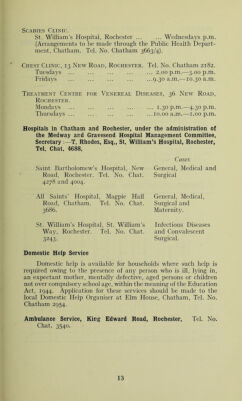 SCABIES CLINIC.
St. William's Hospital, Rochester ... ... Wednesdays p.m.
(Arrangements to be made through the Public Health Department, Chatham. Tel. No. Chatham 3663/4).
CHEST CLINIC, 13 NEW ROAD, ROCHESTER. Tel. No. Chatham 2182.
Tuesdays ... ... ... ... ... 2.00 p.m.—5.00 p.m.
Fridays ... ... ... ... ...9.30 a.m.—10.30 a.m.
TREATMENT CENTRE FOR VENEREAL DISEASES, 36 NEW ROAD,
ROCHESTER.
Mondays ... ... ... ... ... 1.30 p.m.—4.30 p.m.
Thursdays ... ... ... ... ...10.00 a.m.—1.00 p.m.
Hospitals in Chatham and Rochester, under the administration of
the Medway and Gravesend Hospital Management Committee,
Secretary :—T. Rhodes, Esq., St. William's Hospital, Rochester,
Tel. Chat. 4688.
Cases
Saint Bartholomew's Hospital, New
Road, Rochester. Tel. No. Chat.
4278 and 4094.
General, Medical and
Surgical
All Saints' Hospital, Magpie Hall
Road, Chatham. Tel. No. Chat.
3686.
General, Medical,
Surgical and
Maternity.
St. William's Hospital, St. William's
Way, Rochester. Tel. No. Chat.
3243.
Infectious Diseases
and Convalescent
Surgical.
Domestic Help Service
Domestic help is available for households where such help is
required owing to the presence of any person who is ill, lying in,
an expectant mother, mentally defective, aged persons or children
not over compulsory school age, within the meaning of the Education
Act, 1944. Application for these services should be made to the
local Domestic Help Organiser at Elm House, Chatham, Tel. No.
Chatham 2954.
Ambulance Service, King Edward Road, Rochester, Tel. No.
Chat. 3540.
13